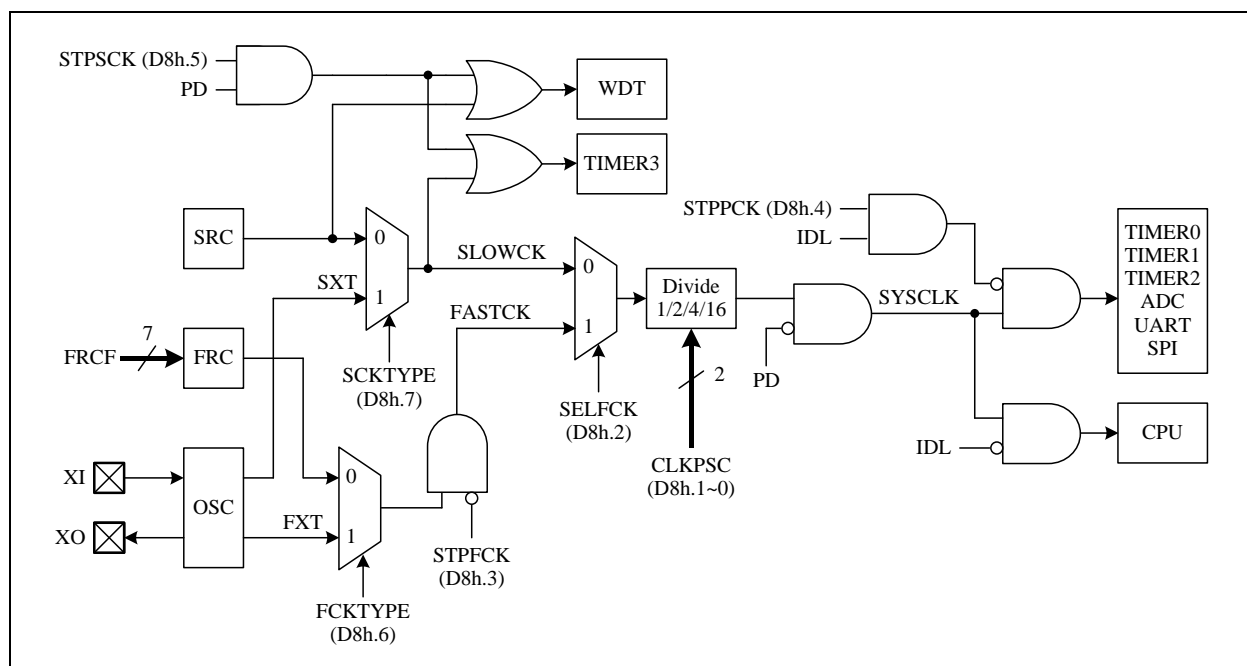 STPSCK (D8h.5)
PD
WDT
TIMER3
STPPCK (D8h.4)
IDL
SRC
0
SXT
1
SLOWCK
0
FASTCK
1
Divide
1/2/4/16
SYSCLK
TIMER0
TIMER1
TIMER2
ADC
UART
SPI
FRCF
7
FRC
SCKTYPE
(D8h.7)
SELFCK
(D8h.2)
2
PD
CLKPSC
(D8h.1~0)
IDL
CPU
XI
XO
OSC
0
FXT
1
STPFCK
(D8h.3)
FCKTYPE
(D8h.6)